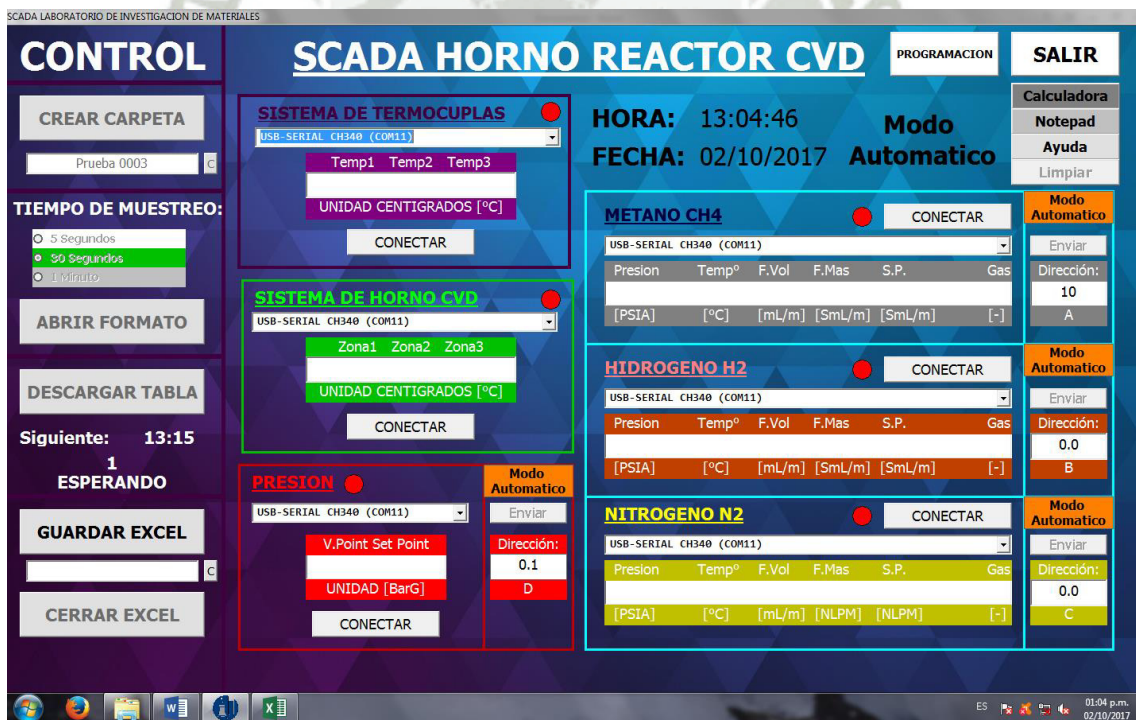 SCADA LABORATORIO DE INVESTIGACION DE MATERIALES
CONTROL
SCADA HORNO REACTOR CVD
PROGRAMACION
SALIR
CREAR CARPETA
Prueba 0003
C
TIEMPO DE MUESTREO:
5 Segundos
30 Segundos
1 Minuto
ABRIR FORMATO
DESCARGAR TABLA
Siguiente: 13:15
1
ESPERANDO
GUARDAR EXCEL
C
CERRAR EXCEL
SISTEMA DE TERMOCUPLAS
USB-SERIAL CH340 (COM11)
Temp1 Temp2 Temp3
UNIDAD CENTIGRADOS [ºC]
CONECTAR
SISTEMA DE HORNO CVD
USB-SERIAL CH340 (COM11)
Zona1 Zona2 Zona3
UNIDAD CENTIGRADOS [ºC]
CONECTAR
PRESION
USB-SERIAL CH340 (COM11)
V.Point Set Point
UNIDAD [BarG]
CONECTAR
Modo
Automatico
Enviar
Dirección:
0.1
D
HORA: 13:04:46
FECHA: 02/10/2017
Modo
Automatico
Calculadora
Notepad
Ayuda
Limpiar
METANO CH4
CONECTAR
USB-SERIAL CH340 (COM11)
Presion Tempº F.Vol F.Mas S.P. Gas
[PSIA] [ºC] [mL/m] [SmL/m] [SmL/m] [-]
Modo
Automatico
Enviar
Dirección:
10
A
HIDROGENO H2
CONECTAR
USB-SERIAL CH340 (COM11)
Presion Tempº F.Vol F.Mas S.P. Gas
[PSIA] [ºC] [mL/m] [SmL/m] [SmL/m] [-]
Modo
Automatico
Enviar
Dirección:
0.0
B
NITROGENO N2
CONECTAR
USB-SERIAL CH340 (COM11)
Presion Tempº F.Vol F.Mas S.P. Gas
[PSIA] [ºC] [mL/m] [NLPM] [NLPM] [-]
Modo
Automatico
Enviar
Dirección:
0.0
C
ES
01:04 p.m.
02/10/2017